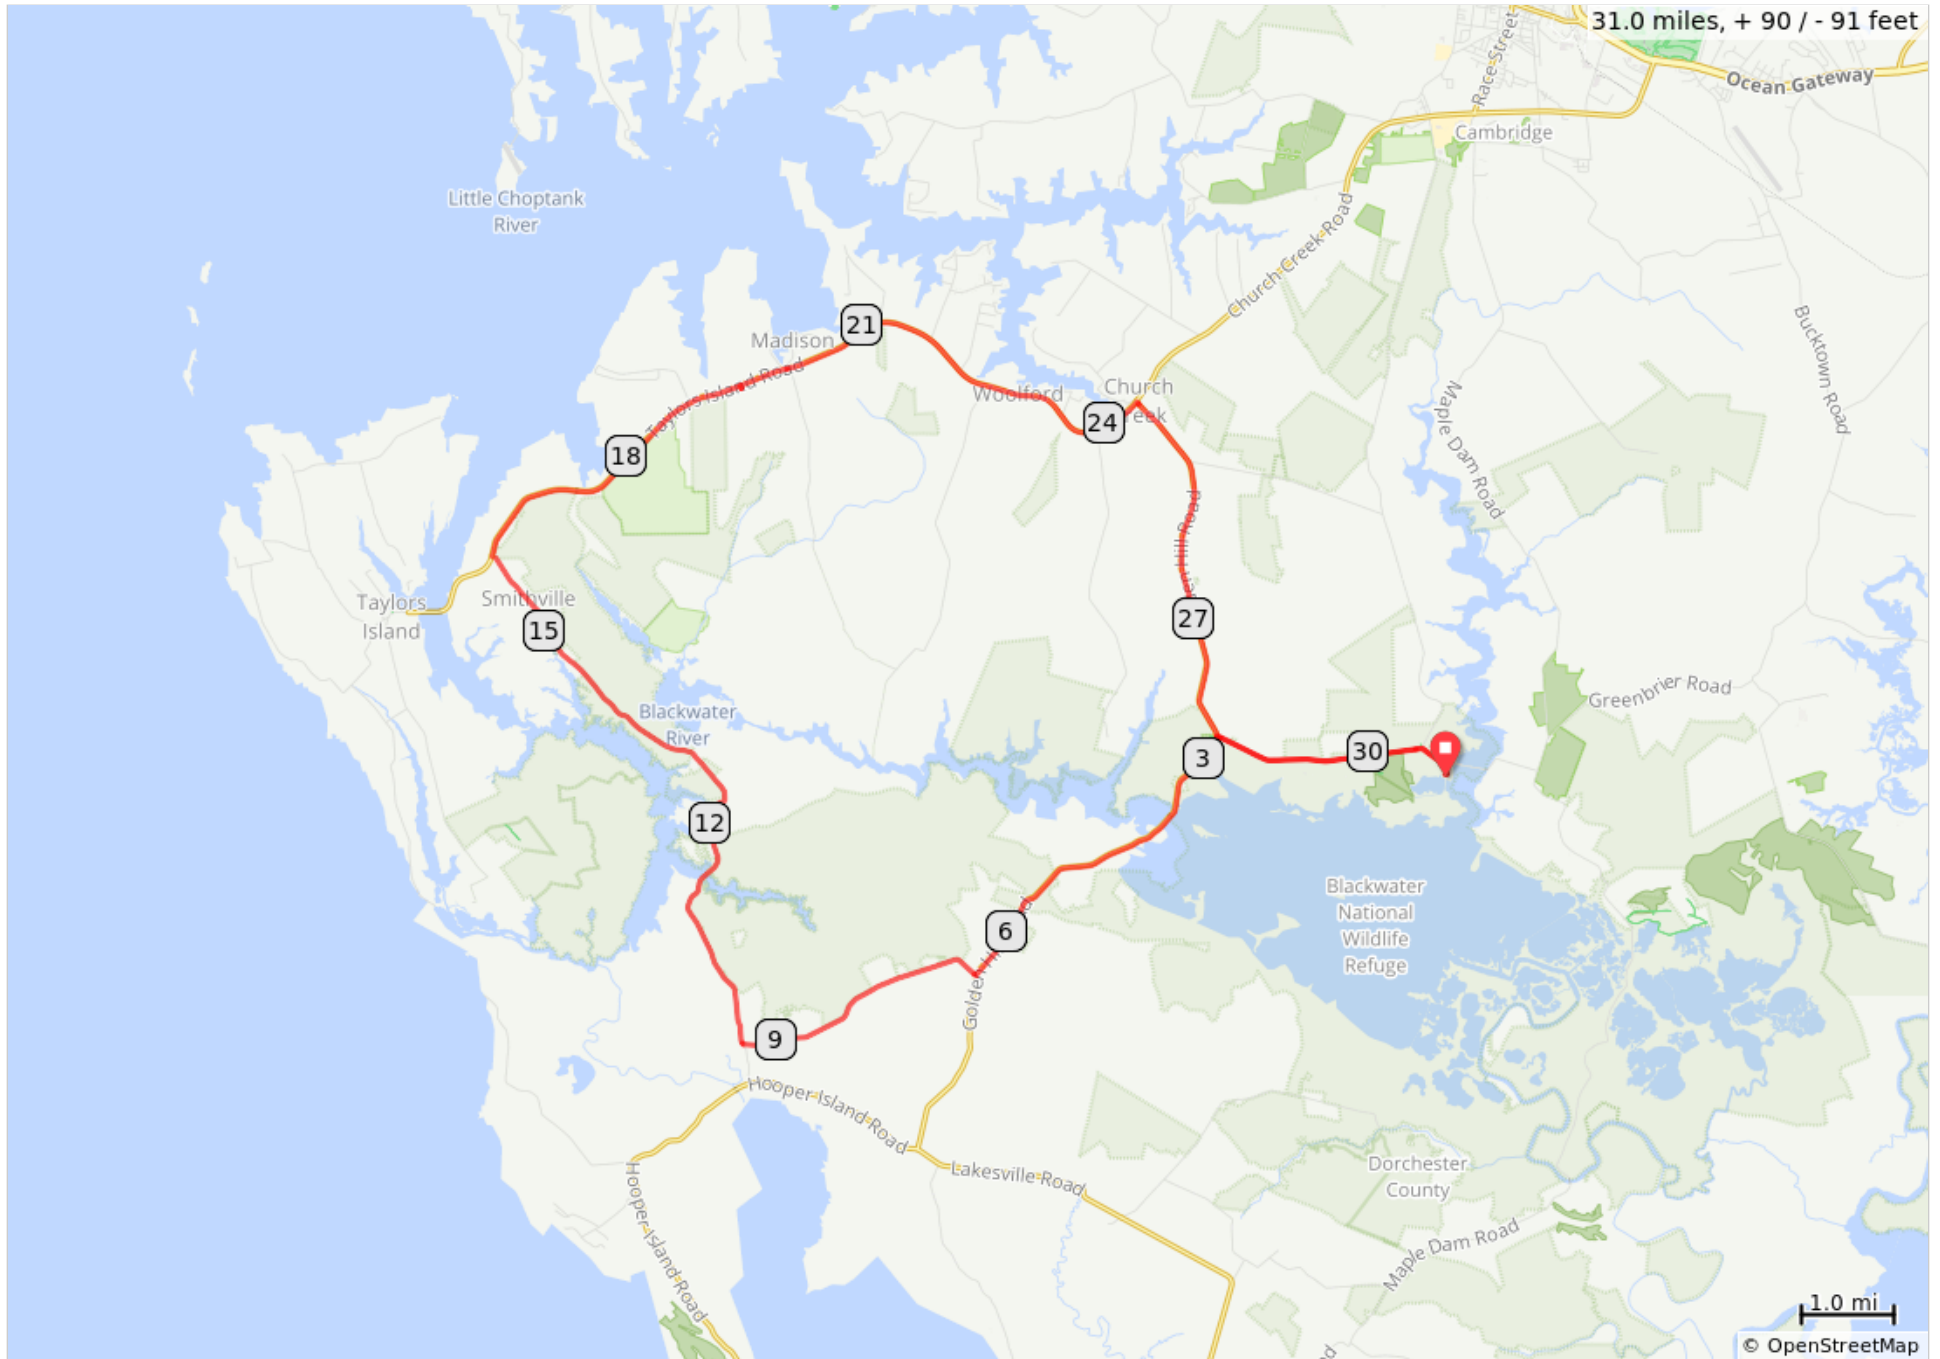 31.0 miles, + 90 / - 91 feet
Race Street
Ocean Gateway
Cambridge
Little Choptank
River
Church Creek Road
Bucktown Road
21
Madison
Taylors Island Road
Woolford
Church
24
Maple Dam Road
18
Hill Road
Taylors
Island
Smithville
15
27
Greenbrier Road
Blackwater
River
3
30
12
Blackwater
National
Wildlife
Refuge
6
9
Hooper Island Road
Lakesville Road
Dorchester
County
Hooper Island Road
Maple Dam Road
1.0 mi
© OpenStreetMap